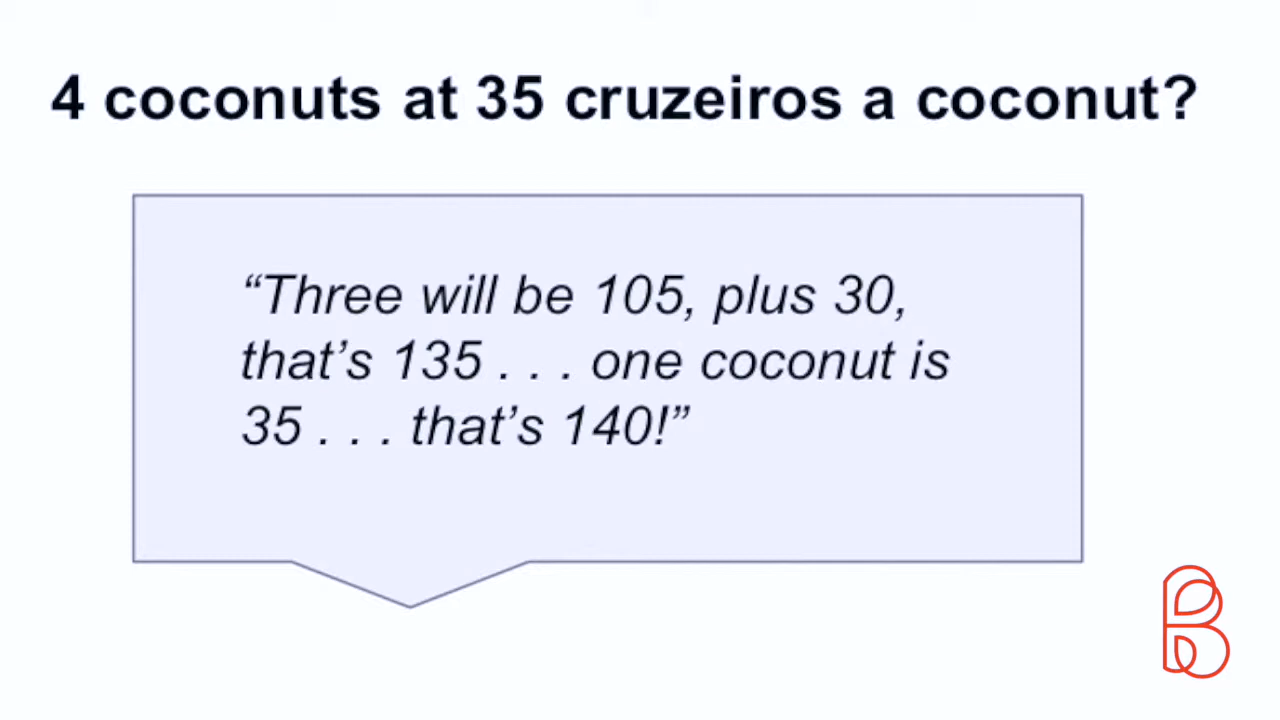 4 coconuts at 35 cruzeiros a coconut?
“Three will be 105, plus 30,
that’s 135 . . . one coconut is
35 . . . that’s 140!”